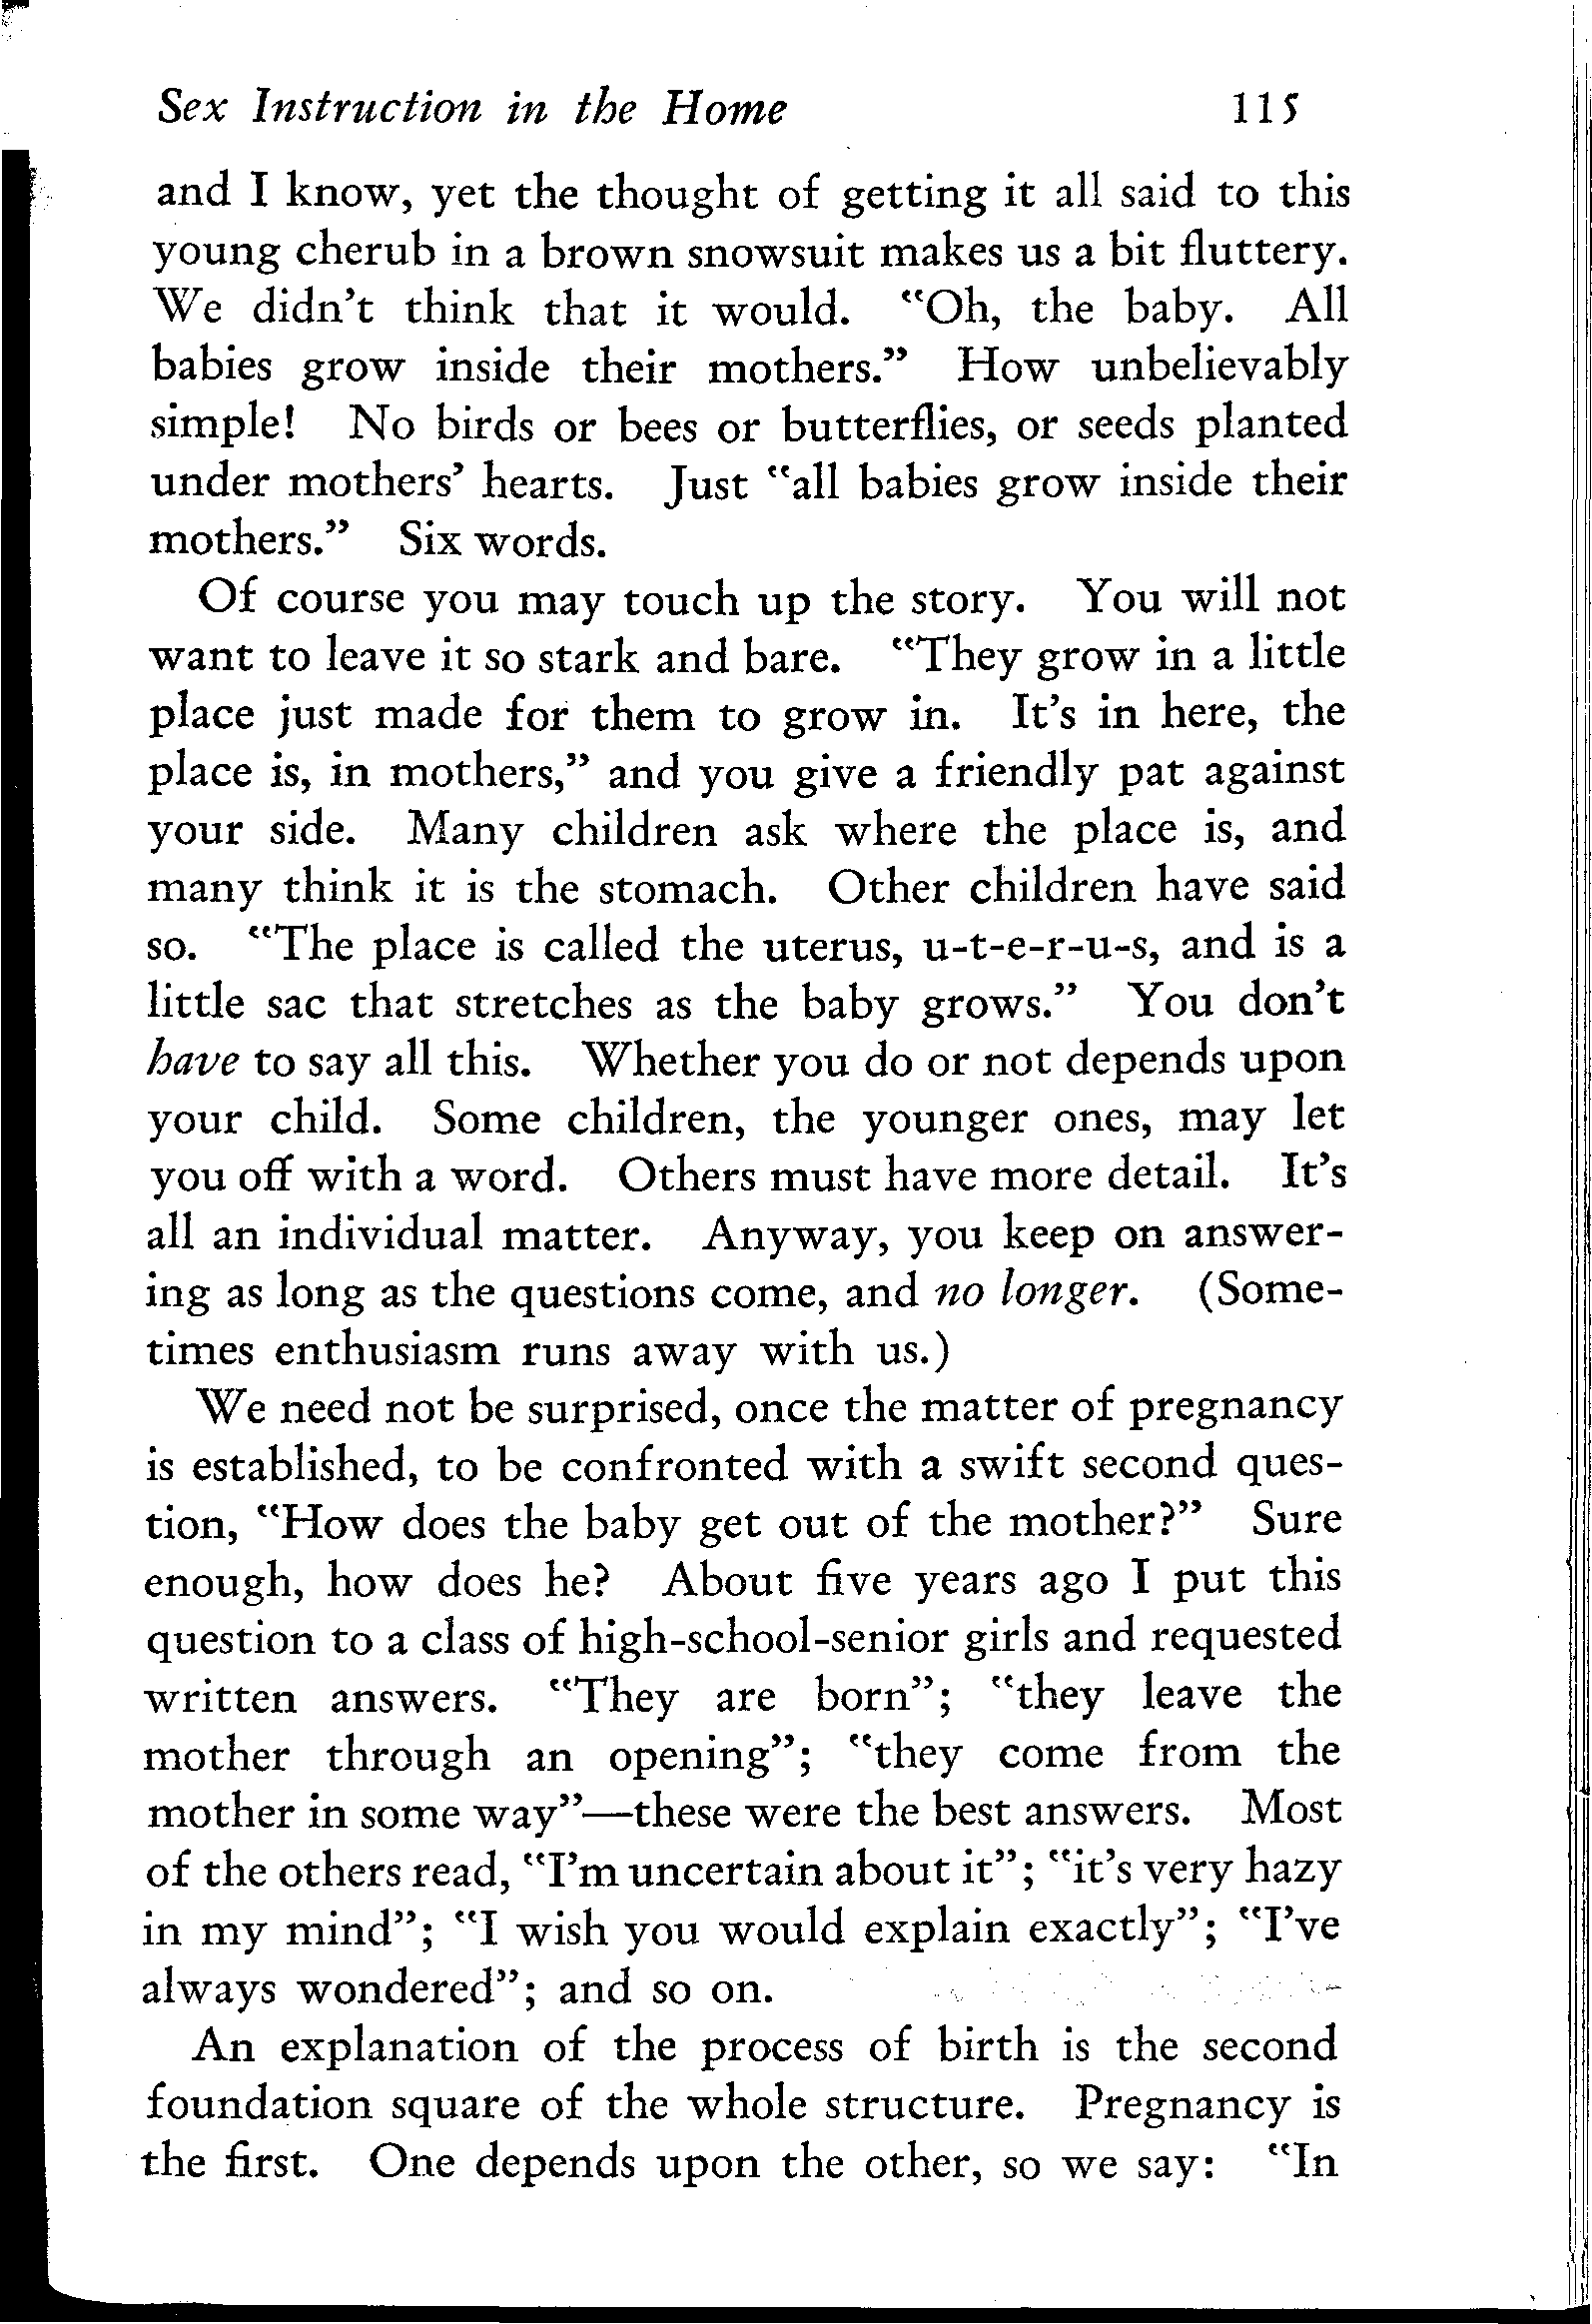 Sex Instruction in the Home 115
and I know, yet the thought of getting it all said to this
young cherub in a brown snowsuit makes us a bit fluttery.
We didn't think that it would. "Oh, the baby. All
babies grow inside their mothers." How unbelievably
simple! No birds or bees or butterflies, or seeds planted
under mothers' hearts. Just "all babies grow inside their
mothers." Six words.
Of course you may touch up the story. You will not
want to leave it so stark and bare. "They grow in a little
place just made for them to grow in. It's in here, the
place is, in mothers," and you give a friendly pat against
your side. Many children ask where the place is, and
many think it is the stomach. Other children have said
so. "The place is called the uterus, u-t-e-r-u-s, and is a
little sac that stretches as the baby grows." You don't
have to say all this. Whether you do or not depends upon
your child. Some children, the younger ones, may let
you off with a word. Others must have more detail. It's
all an individual matter. Anyway, you keep on answer-
ing as long as the questions come, and no longer. (Some-
times enthusiasm runs away with us.)
We need not be surprised, once the matter of pregnancy
is established, to be confronted with a swift second ques-
tion, "How does the baby get out of the mother?" Sure
enough, how does he? About five years ago I put this
question to a class of high-school-senior girls and requested
written answers. "They are born"; "they leave the
mother through an opening"; "they come from the
mother in some way"—these were the best answers. Most
of the others read, "I'm uncertain about it"; "it's very hazy
in my mind"; "I wish you would explain exactly"; "I've
always wondered"; and so on.
An explanation of the process of birth is the second
foundation square of the whole structure. Pregnancy is
the first. One depends upon the other, so we say: "In